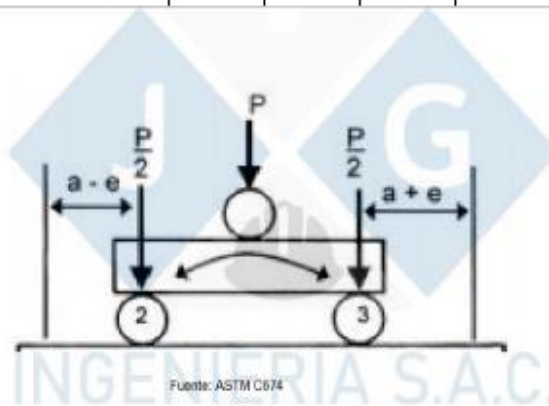 J G
P
P/2 P/2
a - e a + e
2 3
Fuente: ASTM C674
INGENIERIA S.A.C.